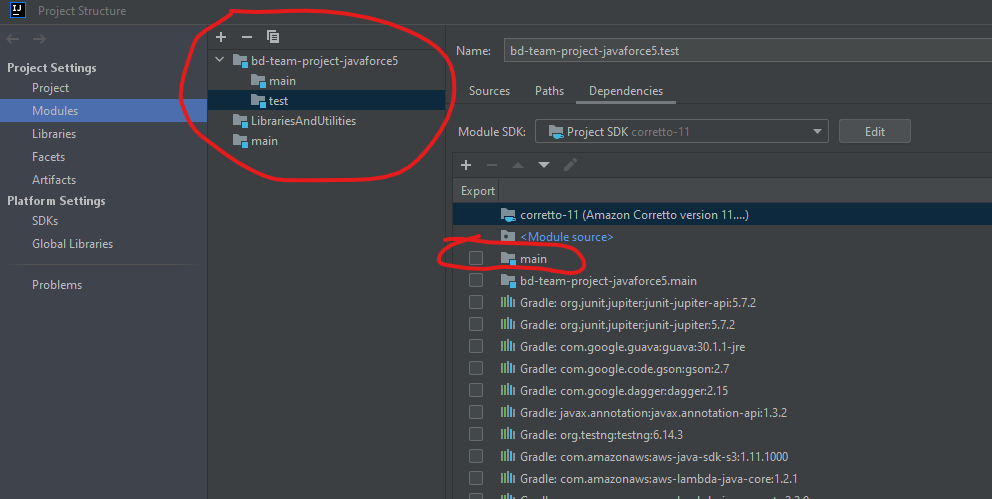 IJ Project Structure
Project Settings
Project
Modules
Libraries
Facets
Artifacts
Platform Settings
SDKs
Global Libraries
Problems
bd-team-project-javaforce5
main
test
LibrariesAndUtilities
main
Name: bd-team-project-javaforce5.test
Sources Paths Dependencies
Module SDK: Project SDK corretto-11 Edit
Export
corretto-11 (Amazon Corretto version 11....)
<Module source>
main
bd-team-project-javaforce5.main
Gradle: org.junit.jupiter:junit-jupiter-api:5.7.2
Gradle: org.junit.jupiter:junit-jupiter:5.7.2
Gradle: com.google.guava:guava:30.1.1-jre
Gradle: com.google.code.gson:gson:2.7
Gradle: com.google.dagger:dagger:2.15
Gradle: javax.annotation:javax.annotation-api:1.3.2
Gradle: org.testng:testng:6.14.3
Gradle: com.amazonaws:aws-java-sdk-s3:1.11.1000
Gradle: com.amazonaws:aws-lambda-java-core:1.2.1